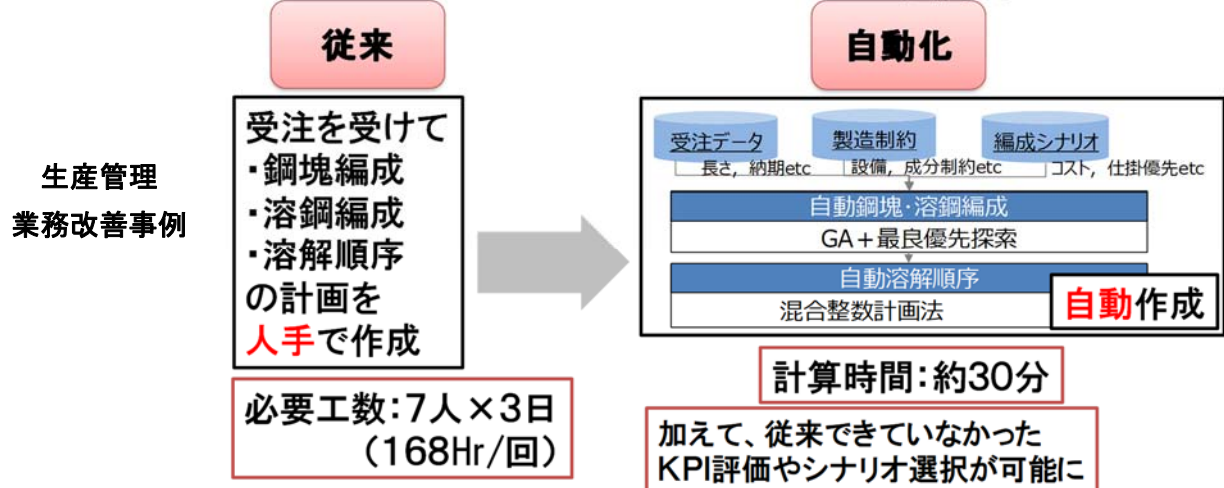 従来
自動化
生産管理
業務改善事例
受注を受けて
・鋼塊編成
・溶鋼編成
・溶解順序
の計画を
人手で作成
必要工数:7人×3日
(168Hr/回)
受注データ
製造制約
編成シナリオ
長さ，納期etc
設備，成分制約etc
コスト，仕掛優先etc
自動鋼塊・溶鋼編成
GA＋最良優先探索
自動溶解順序
混合整数計画法
自動作成
計算時間:約30分
加えて、従来できていなかった
KPI評価やシナリオ選択が可能に